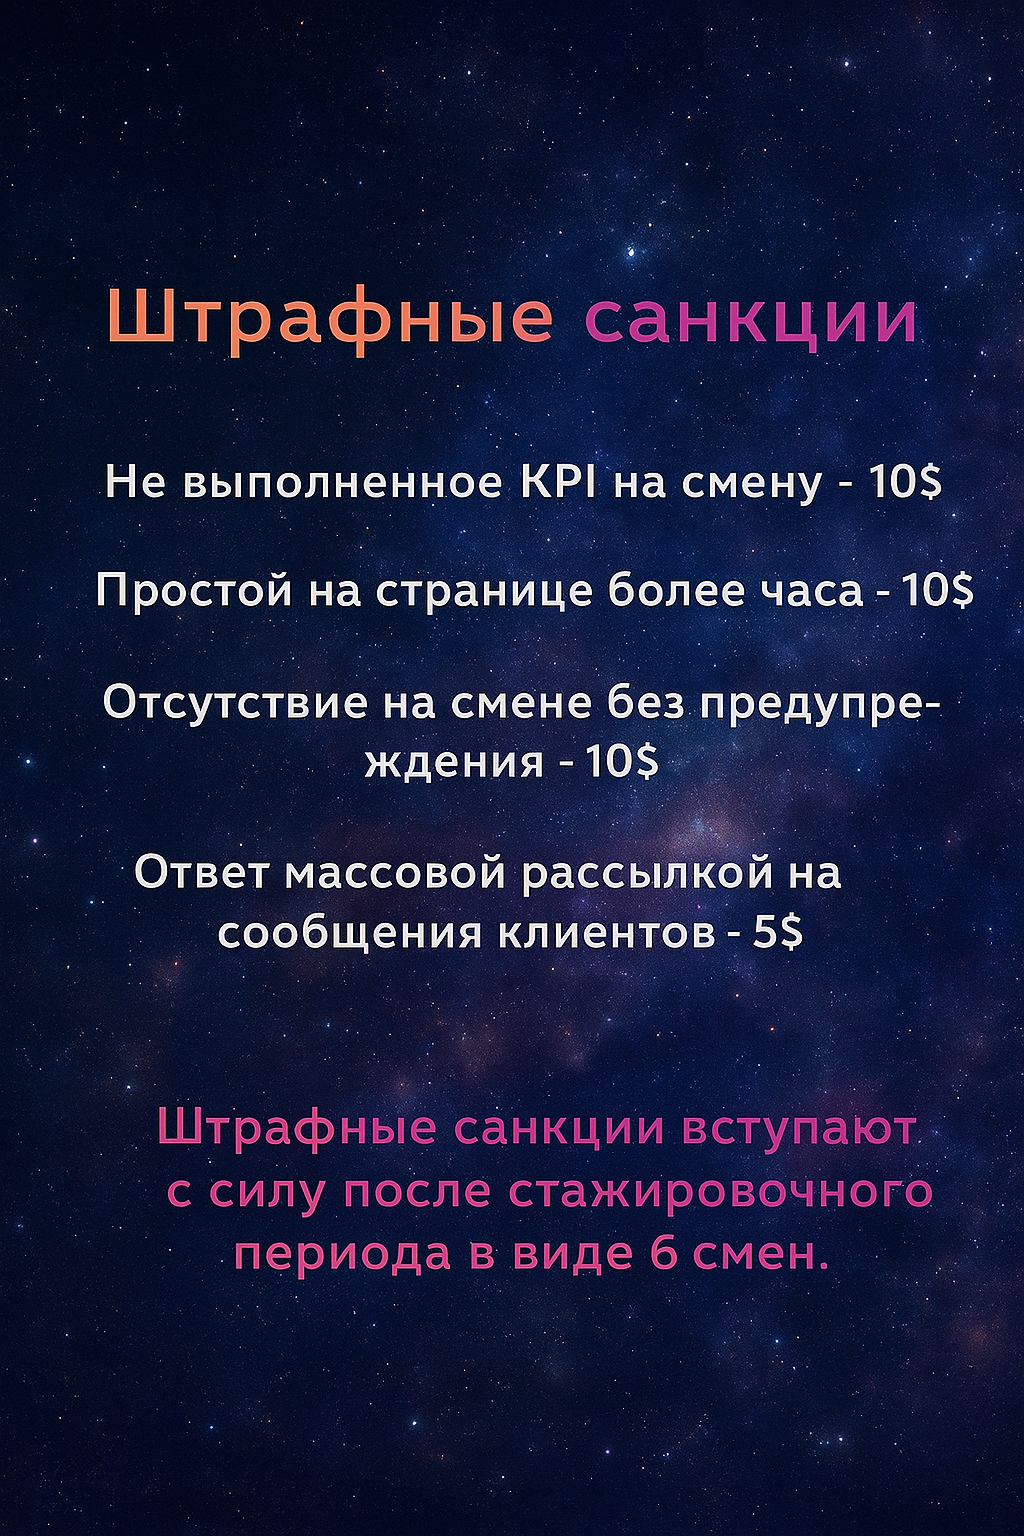 Штрафные санкции
Не выполненное KPI на смену - 10$
Простой на странице более часа - 10$
Отсутствие на смене без предупре-
ждения - 10$
Ответ массовой рассылкой на
сообщения клиентов - 5$
Штрафные санкции вступают
с силу после стажировочного
периода в виде 6 смен.